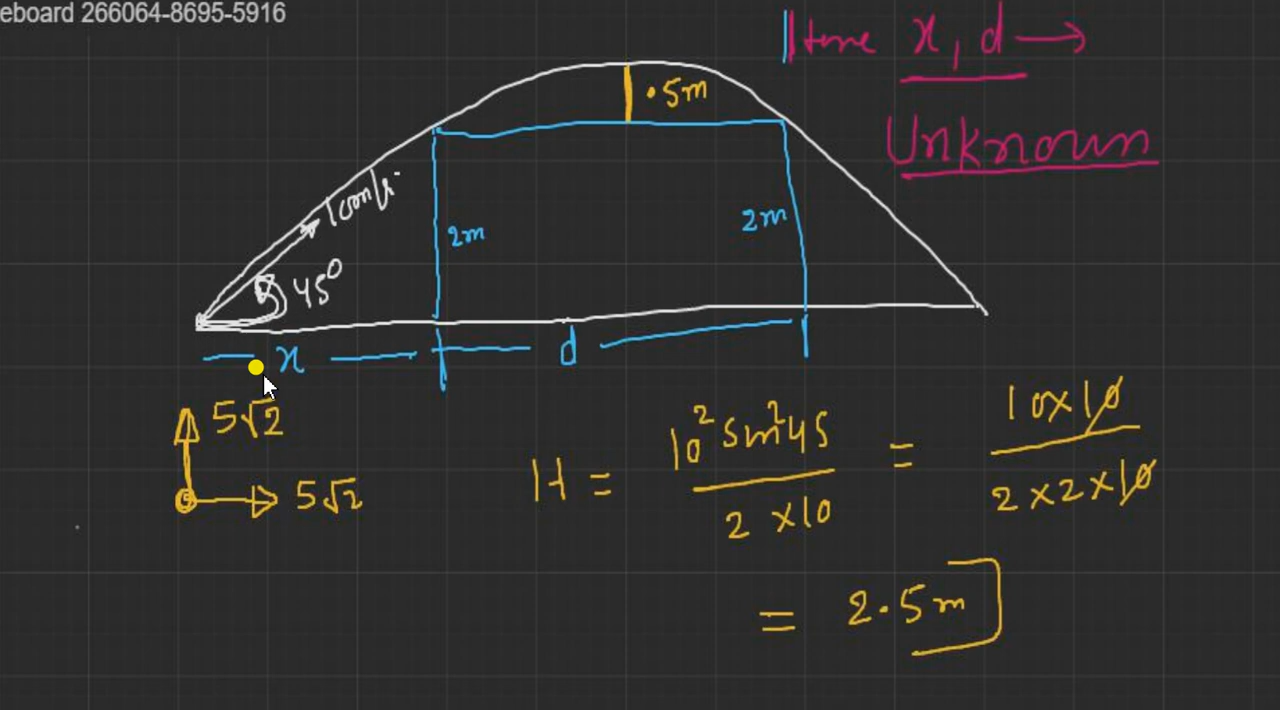 eboard 266064-8695-5916
Here x, d →
Unknown
.5m
10m/s
45°
2m
2m
x
d
5√2
5√2
H = 10² sin²45 / 2 × 10 = 10 × 10 / 2 × 2 × 10
= 2.5m